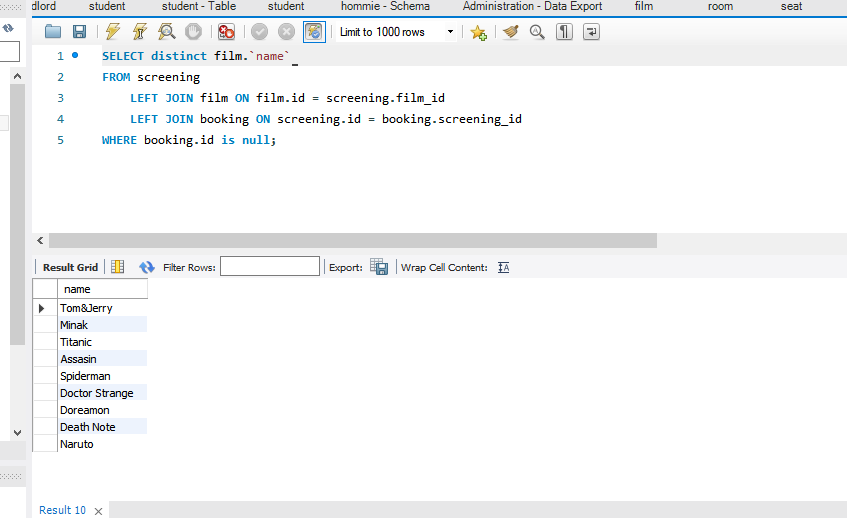 dlord student student - Table student hommie - Schema Administration - Data Export film room seat
Limit to 1000 rows
1 SELECT distinct film.`name`
2 FROM screening
3 LEFT JOIN film ON film.id = screening.film_id
4 LEFT JOIN booking ON screening.id = booking.screening_id
5 WHERE booking.id is null;
Result Grid Filter Rows: Export: Wrap Cell Content: IA
name
Tom&Jerry
Minak
Titanic
Assasin
Spiderman
Doctor Strange
Doreamon
Death Note
Naruto
Result 10